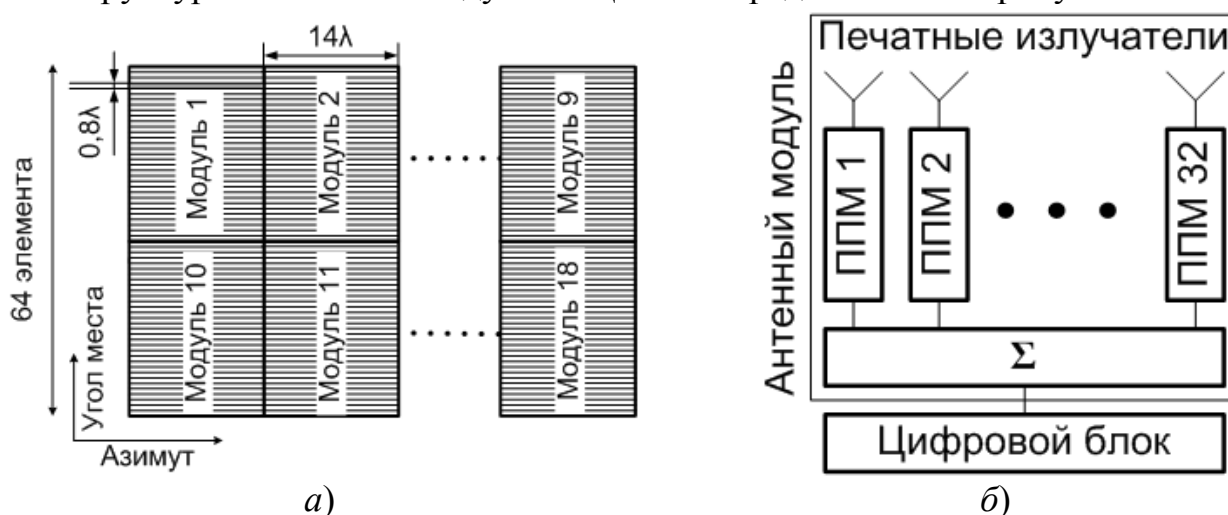 14λ
0,8λ
64 элемента
Модуль 1
Модуль 2
Модуль 9
Модуль 10
Модуль 11
Модуль 18
Угол места
Азимут
а)
Антенный модуль
Печатные излучатели
ППМ 1
ППМ 2
ППМ 32
Σ
Цифровой блок
б)